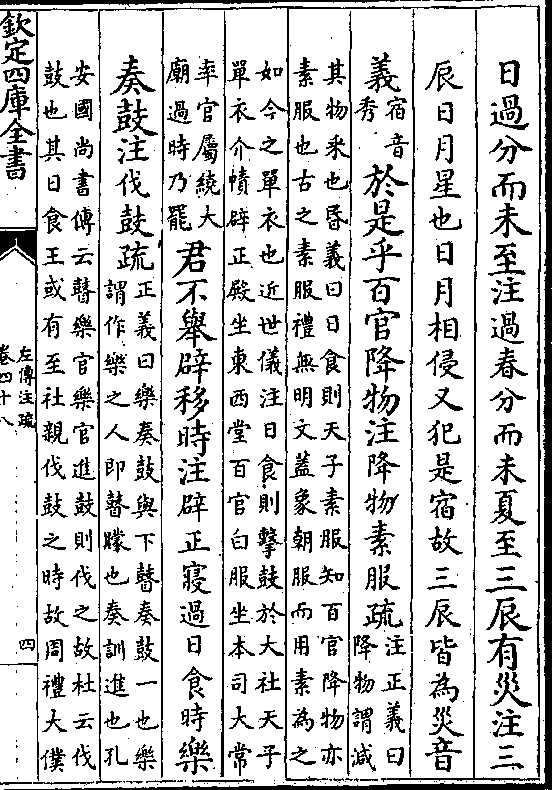 日過分而未至注過春分而未夏至三辰有災注三
辰日月星也日月相侵又犯是宿故三辰皆為災音
義宿音秀於是乎百官降物注降物素服疏注正義曰降物謂減
其物采也昏義曰日食則天子素服知百官降物亦
素服也古之素服禮無明文蓋象朝服而用素為之
如今之單衣也近世儀注日食則擊鼓於大社天子
單衣介幘辟正殿坐東西堂百官白服坐本司大常
率官屬繞大廟過時乃罷君不舉辟移時注辟正寢過日食時樂
奏鼓注伐鼓疏正義曰樂奏鼓與下瞽奏鼓一也樂謂作樂之人即瞽矇也奏訓進也孔
安國尚書傳云瞽樂官樂官進鼓則伐之故杜云伐
鼓也其日食王或有至社親伐鼓之時故周禮大僕
欽定四庫全書
左傳注疏
卷四十八
四